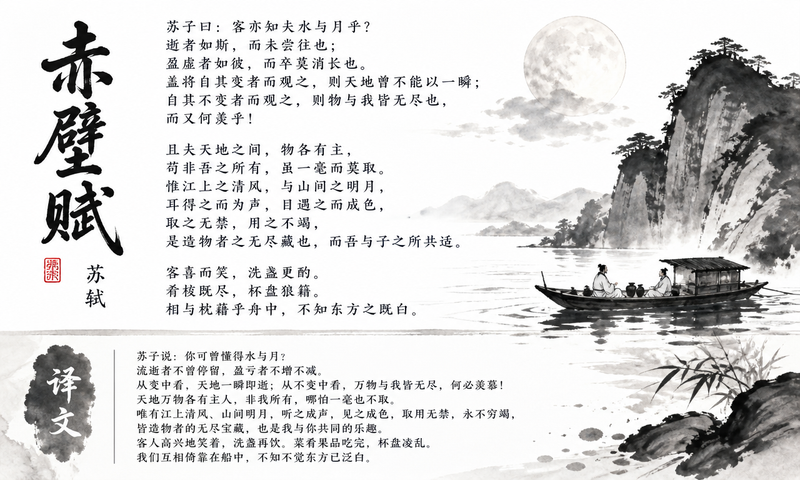 赤壁赋
苏轼
苏子曰：客亦知夫水与月乎？
逝者如斯，而未尝往也；
盈虚者如彼，而卒莫消长也。
盖将自其变者而观之，则天地曾不能以一瞬；
自其不变者而观之，则物与我皆无尽也，
而又何羡乎！
且夫天地之间，物各有主，
苟非吾之所有，虽一毫而莫取。
惟江上之清风，与山间之明月，
耳得之而为声，目遇之而成色，
取之无禁，用之不竭，
是造物者之无尽藏也，而吾与子之所共适。
客喜而笑，洗盏更酌。
肴核既尽，杯盘狼籍。
相与枕藉乎舟中，不知东方之既白。
译文
苏子说：你可曾懂得水与月？
流逝者不曾停留，盈亏者不增不减。
从变中看，天地一瞬即逝；从不变中看，万物与我皆无尽，何必羡慕！
天地万物各有主人，非我所有，哪怕一毫也不取。
唯有江上清风，山间明月，听之成声，见之成色，取用无禁，永不穷竭，
皆造物者的无尽宝藏，也是我与你共同的乐趣。
客人高兴地笑着，洗盏再饮。菜肴果品吃完，杯盘凌乱。
我们互相倚靠在船中，不知不觉东方已泛白。